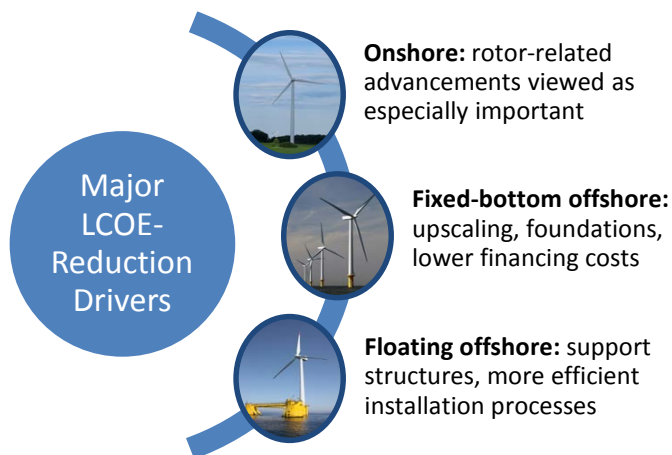 Major
LCOE-
Reduction
Drivers
Onshore: rotor-related
advancements viewed as
especially important
Fixed-bottom offshore:
upscaling, foundations,
lower financing costs
Floating offshore: support
structures, more efficient
installation processes